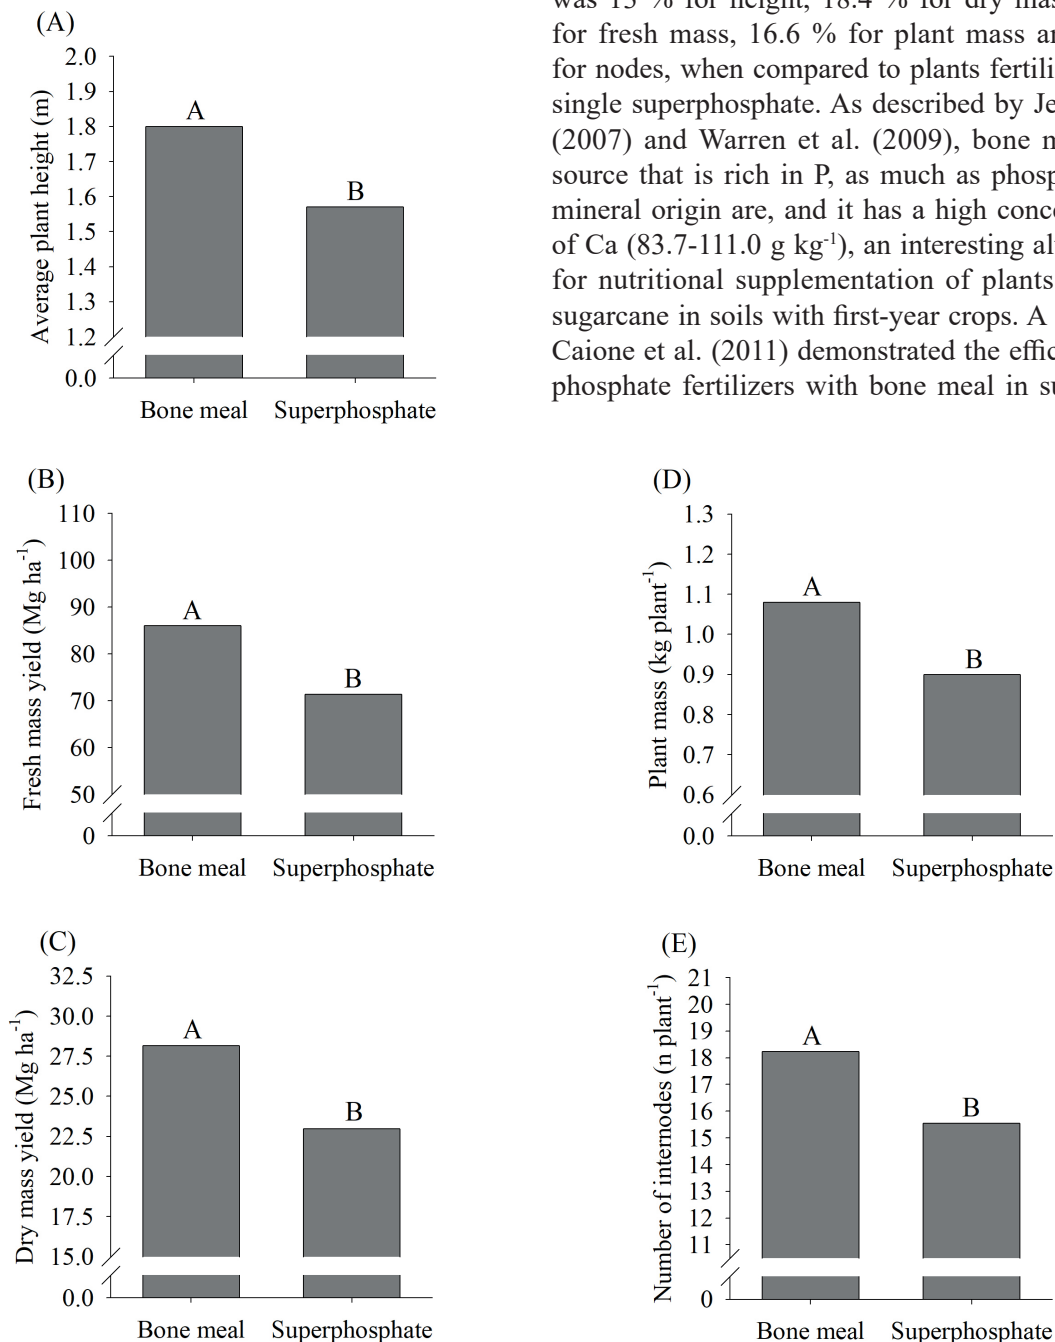 (A)
Average plant height (m)
2.0
1.9
1.8
1.7
1.6
1.5
1.4
1.3
1.2
0.0
A
B
Bone meal Superphosphate
was 15 % for height, 18.4 % for dry
for fresh mass, 16.6 % for plant mass
for nodes, when compared to plants
single superphosphate. As described by
(2007) and Warren et al. (2009), bone
source that is rich in P, as much as
mineral origin are, and it has a high
of Ca (83.7-111.0 g kg-1), an interesting
for nutritional supplementation of plants
sugarcane in soils with first-year crops. A
Caione et al. (2011) demonstrated the
phosphate fertilizers with bone meal in
(B)
Fresh mass yield (Mg ha-1)
110
100
90
80
70
60
50
0
A
B
Bone meal Superphosphate
(D)
Plant mass (kg plant-1)
1.3
1.2
1.1
1.0
0.9
0.8
0.7
0.6
0.0
A
B
Bone meal Superphosphate
(C)
Dry mass yield (Mg ha-1)
32.5
30.0
27.5
25.0
22.5
20.0
17.5
15.0
0.0
A
B
Bone meal Superphosphate
(E)
Number of internodes (n plant-1)
21
20
19
18
17
16
15
14
13
12
11
0
A
B
Bone meal Superphosphate